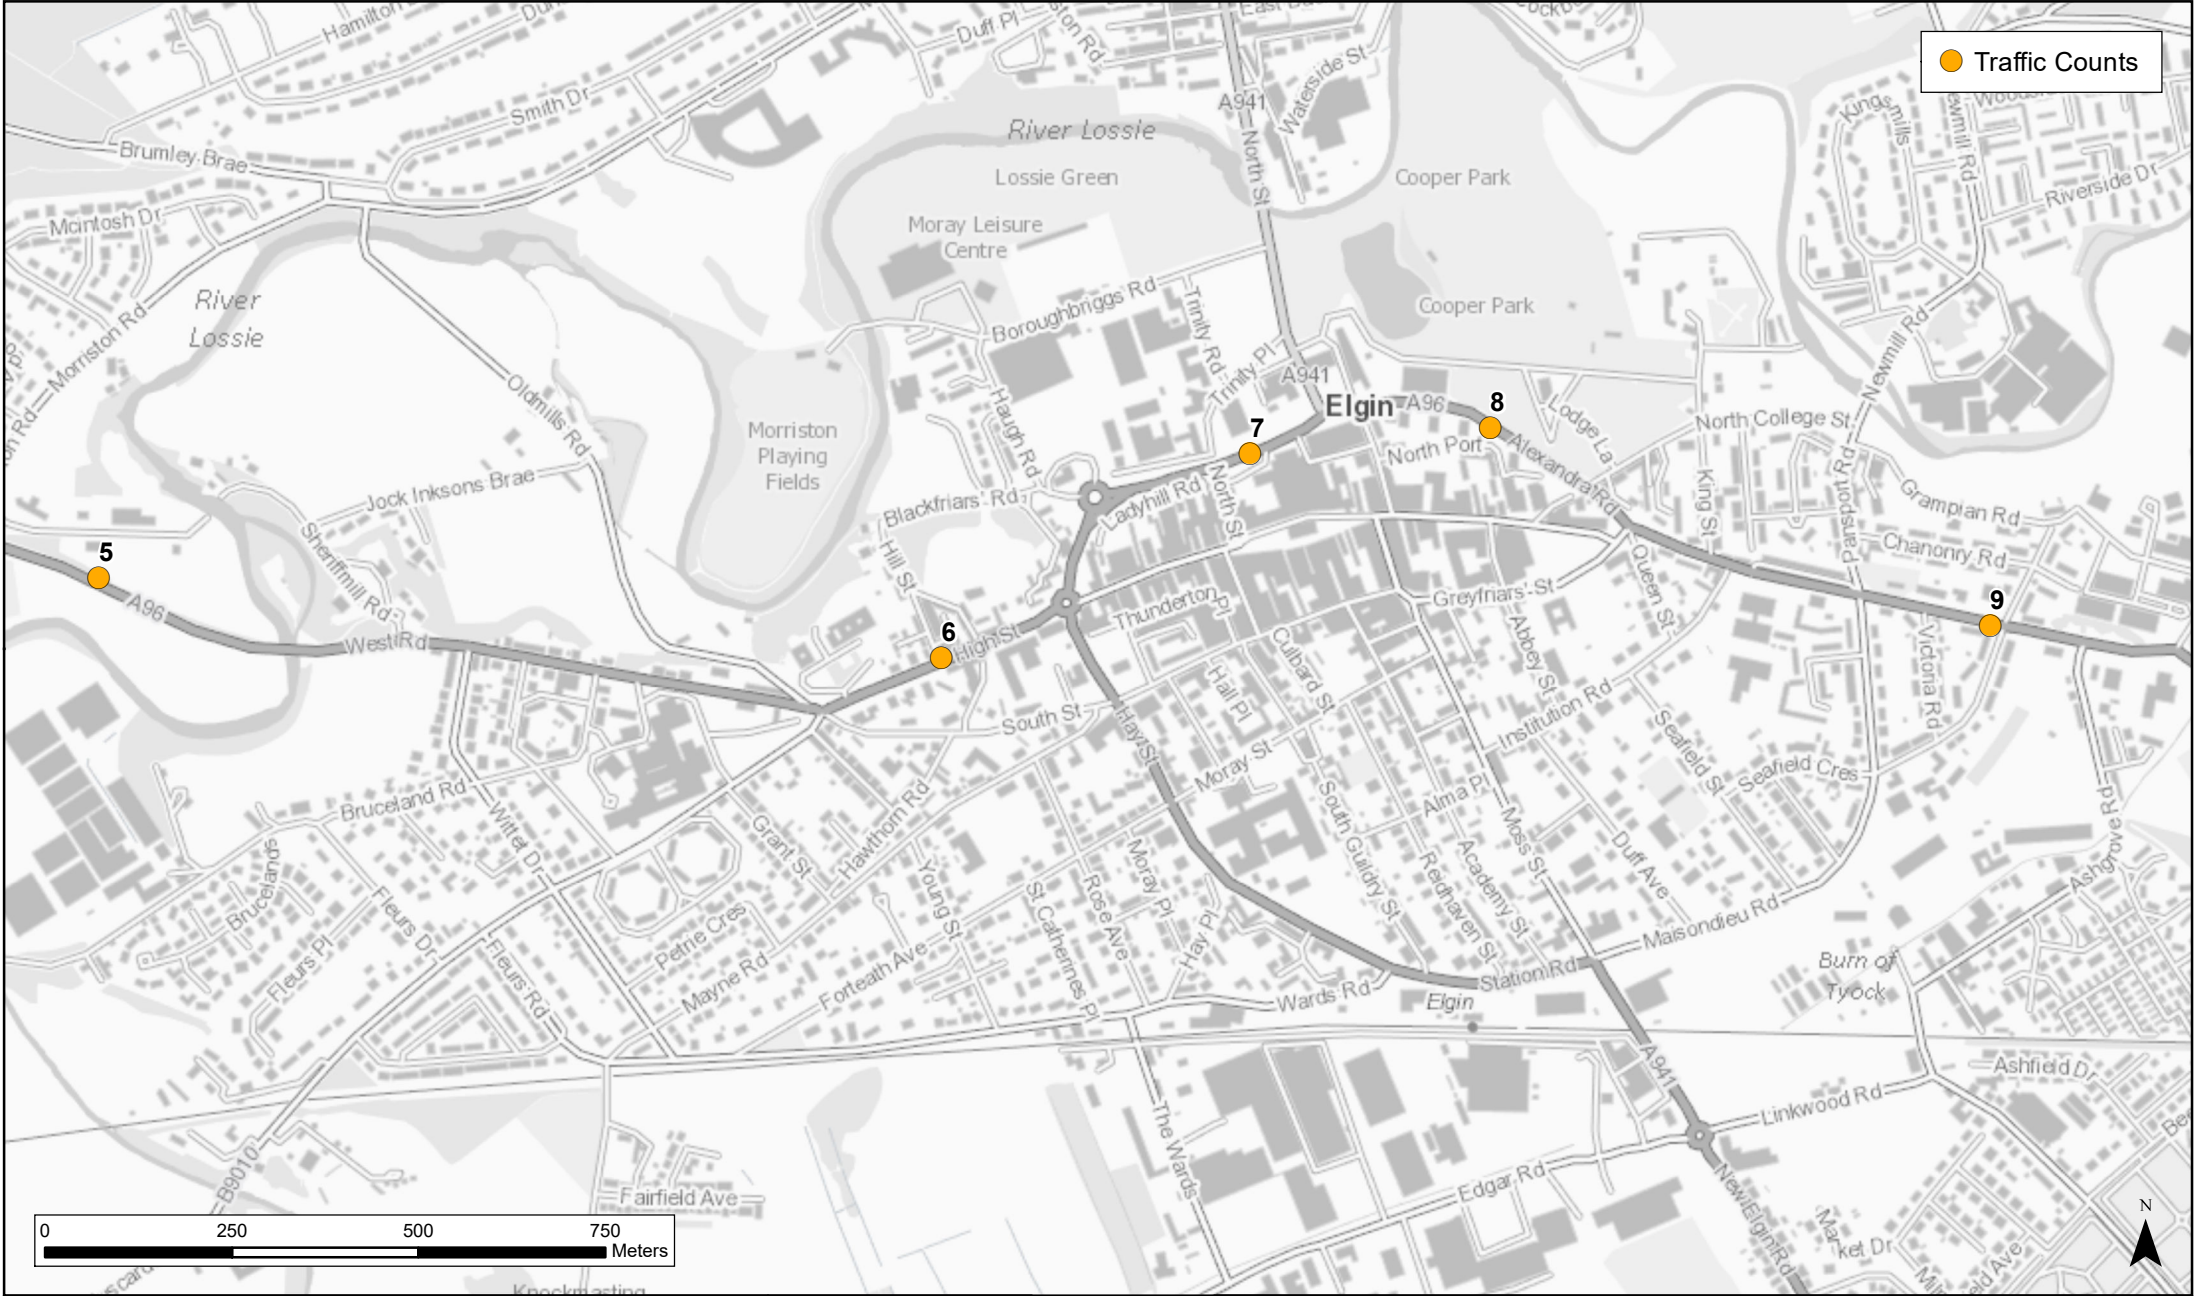 Duff Pl
Traffic Counts
Waterside St
A941
Smith Dr
River Lossie
North St
Brumley Brae
Lossie Green
Cooper Park
Riverside Dr
Mcintosh Dr
Moray Leisure
Centre
River
Lossie
Boroughbriggs Rd
Trinity Rd
Cooper Park
Morriston Rd
Newmill Rd
Trinity Pl
A941
Oldmills Rd
Haugh Rd
Elgin
A96
8
Lodge La
North College St
Morriston
Playing
Fields
7
North Port
Alexandra Rd
Jock Inksons Brae
Blackfriars' Rd
Ladyhill Rd
North St
King St
Pansport Rd
Grampian Rd
Sheriffmill Rd
Hill St
Chanonry Rd
5
A96
West Rd
6
High St
Thunderton Pl
Greyfriars' St
Queen St
9
Abbey St
Victoria Rd
Culbard St
Hall Pl
South St
Hay St
Institution Rd
Moray St
Seafield St
Seafield Cres
Bruceland Rd
Wittet Dr
Grant St
Hawthorn Rd
South Guildry St
Alma Pl
Moss St
Ashgrove Rd
Brucelands
Fleurs Dr
Young St
Moray Pl
Rose Ave
St Catherines Pl
Reidhaven St
Academy St
Duff Ave
Fleurs Pl
Fleurs Rd
Petrie Cres
Mayne Rd
Forteath Ave
Hay Pl
Maisondieu Rd
Station Rd
Wards Rd
Elgin
Burn of
Tyock
A941
Ashfield Dr
Linkwood Rd
The Wards
B9010
Fairfield Ave
Edgar Rd
New Elgin Rd
Market Dr
N
0 250 500 750
Meters